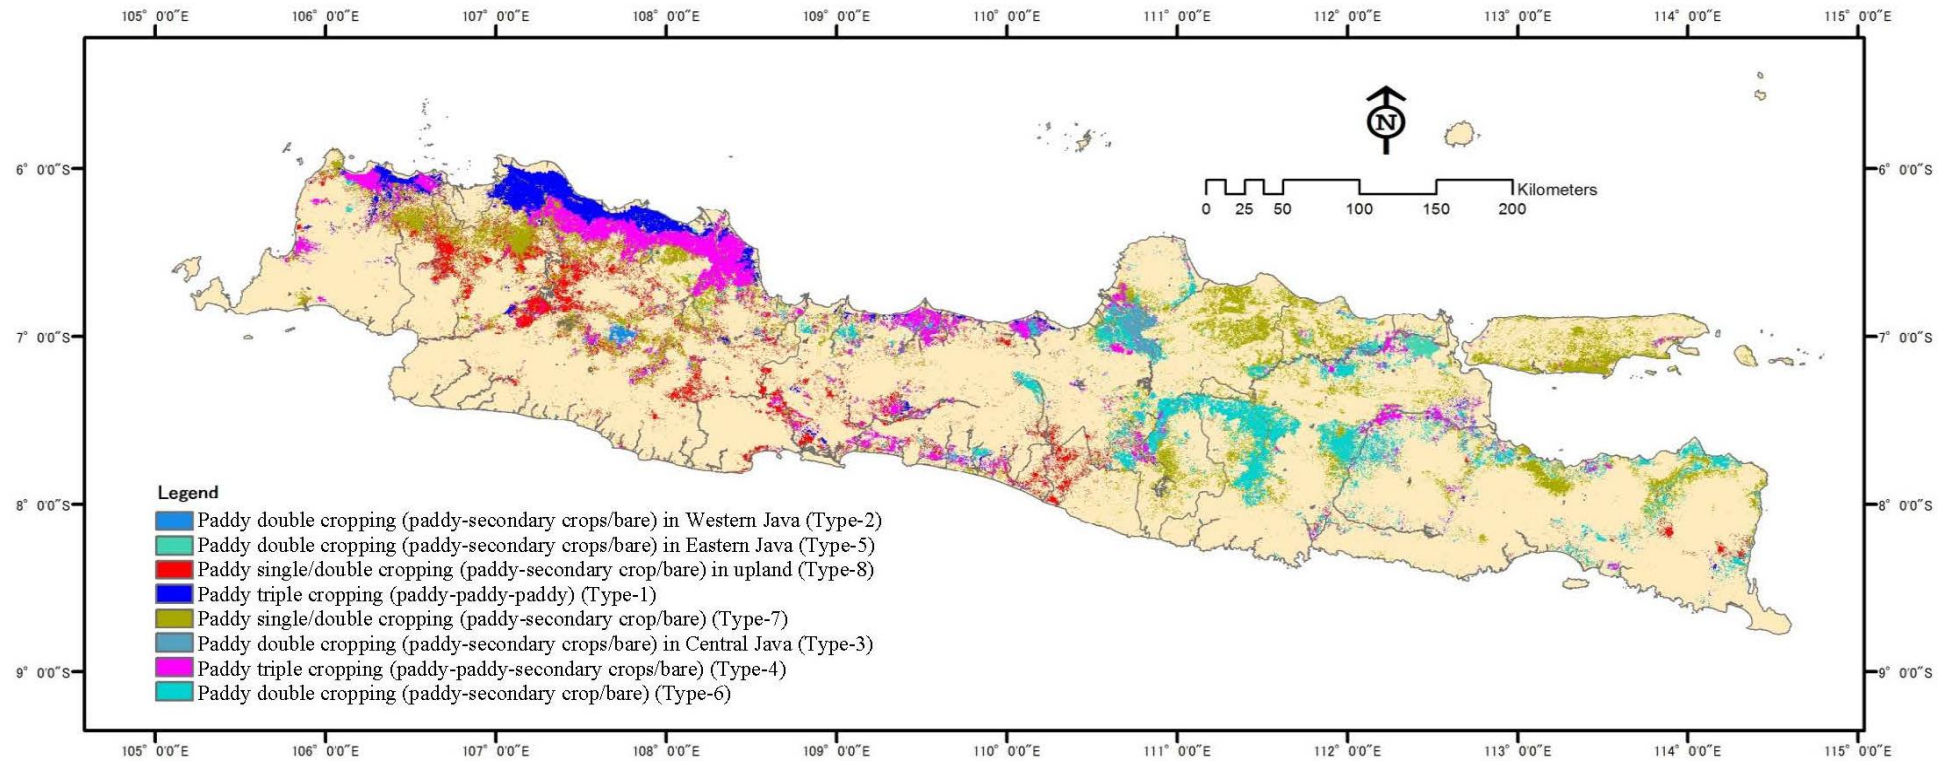 105° 0'0"E 106° 0'0"E 107° 0'0"E 108° 0'0"E 109° 0'0"E 110° 0'0"E 111° 0'0"E 112° 0'0"E 113° 0'0"E 114° 0'0"E 115° 0'0"E
N
6° 0'0"S 6° 0'0"S
Kilometers
0 25 50 100 150 200
7° 0'0"S 7° 0'0"S
Legend
8° 0'0"S 8° 0'0"S
Paddy double cropping (paddy-secondary crops/bare) in Western Java (Type-2)
Paddy double cropping (paddy-secondary crops/bare) in Eastern Java (Type-5)
Paddy single/double cropping (paddy-secondary crop/bare) in upland (Type-8)
Paddy triple cropping (paddy-paddy-paddy) (Type-1)
Paddy single/double cropping (paddy-secondary crop/bare) (Type-7)
Paddy double cropping (paddy-secondary crops/bare) in Central Java (Type-3)
Paddy triple cropping (paddy-paddy-secondary crops/bare) (Type-4)
9° 0'0"S 9° 0'0"S
Paddy double cropping (paddy-secondary crop/bare) (Type-6)
105° 0'0"E 106° 0'0"E 107° 0'0"E 108° 0'0"E 109° 0'0"E 110° 0'0"E 111° 0'0"E 112° 0'0"E 113° 0'0"E 114° 0'0"E 115° 0'0"E